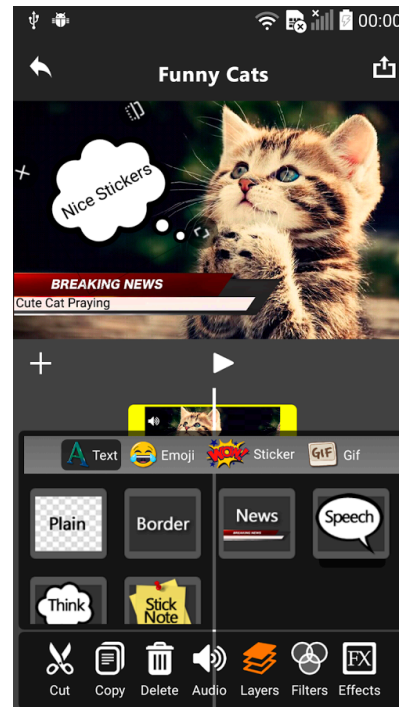 00:00
Funny Cats
Nice Stickers
BREAKING NEWS
Cute Cat Praying
Text Emoji WOW! Sticker GIF Gif
Plain Border News Speech
BREAKING NEWS
Think Stick Note
Cut Copy Delete Audio Layers Filters FX Effects